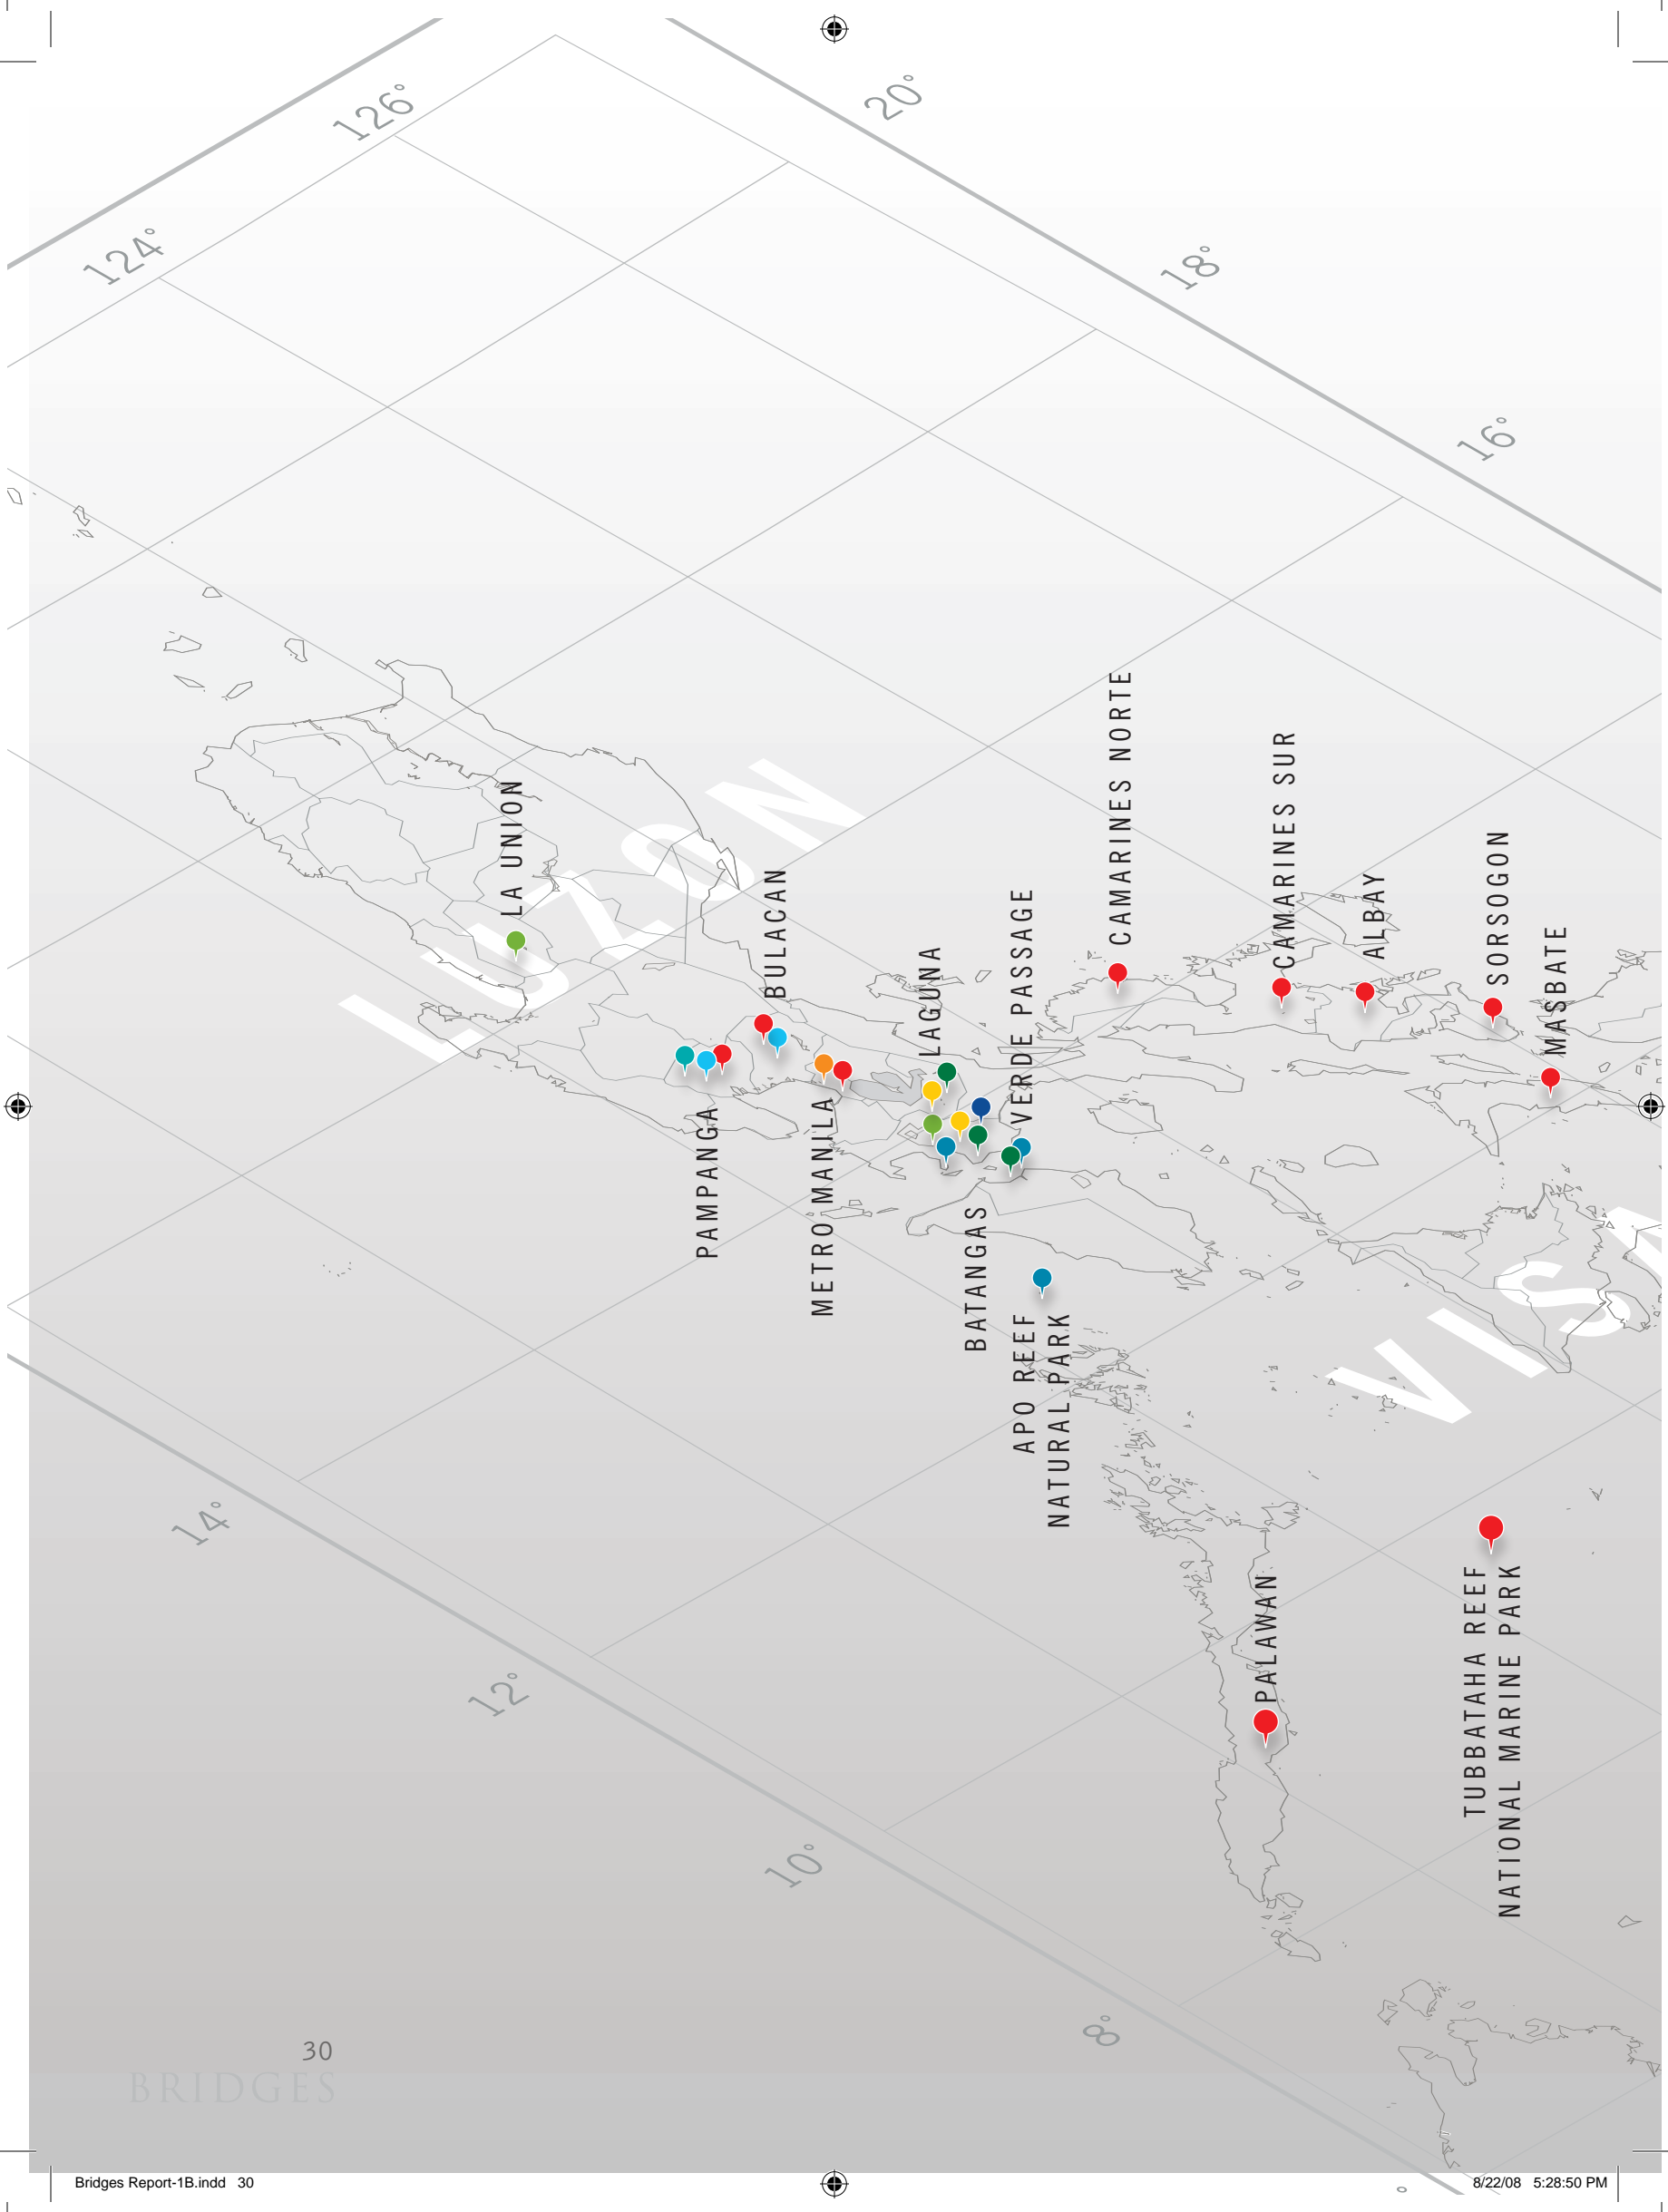 126°
20°
124°
18°
16°
LUZON
LA UNION
BULACAN
CAMARINES NORTE
CAMARINES SUR
ALBAY
SORSOGON
MASBATE
LAGUNA
VERDE PASSAGE
PAMPANGA
METRO MANILA
BATANGAS
APO REEF
NATURAL PARK
VISA
PALAWAN
TUBBATAHA REEF
NATIONAL MARINE PARK
14°
12°
10°
8°
30
BRIDGES
Bridges Report-1B.indd 30
8/22/08 5:28:50 PM